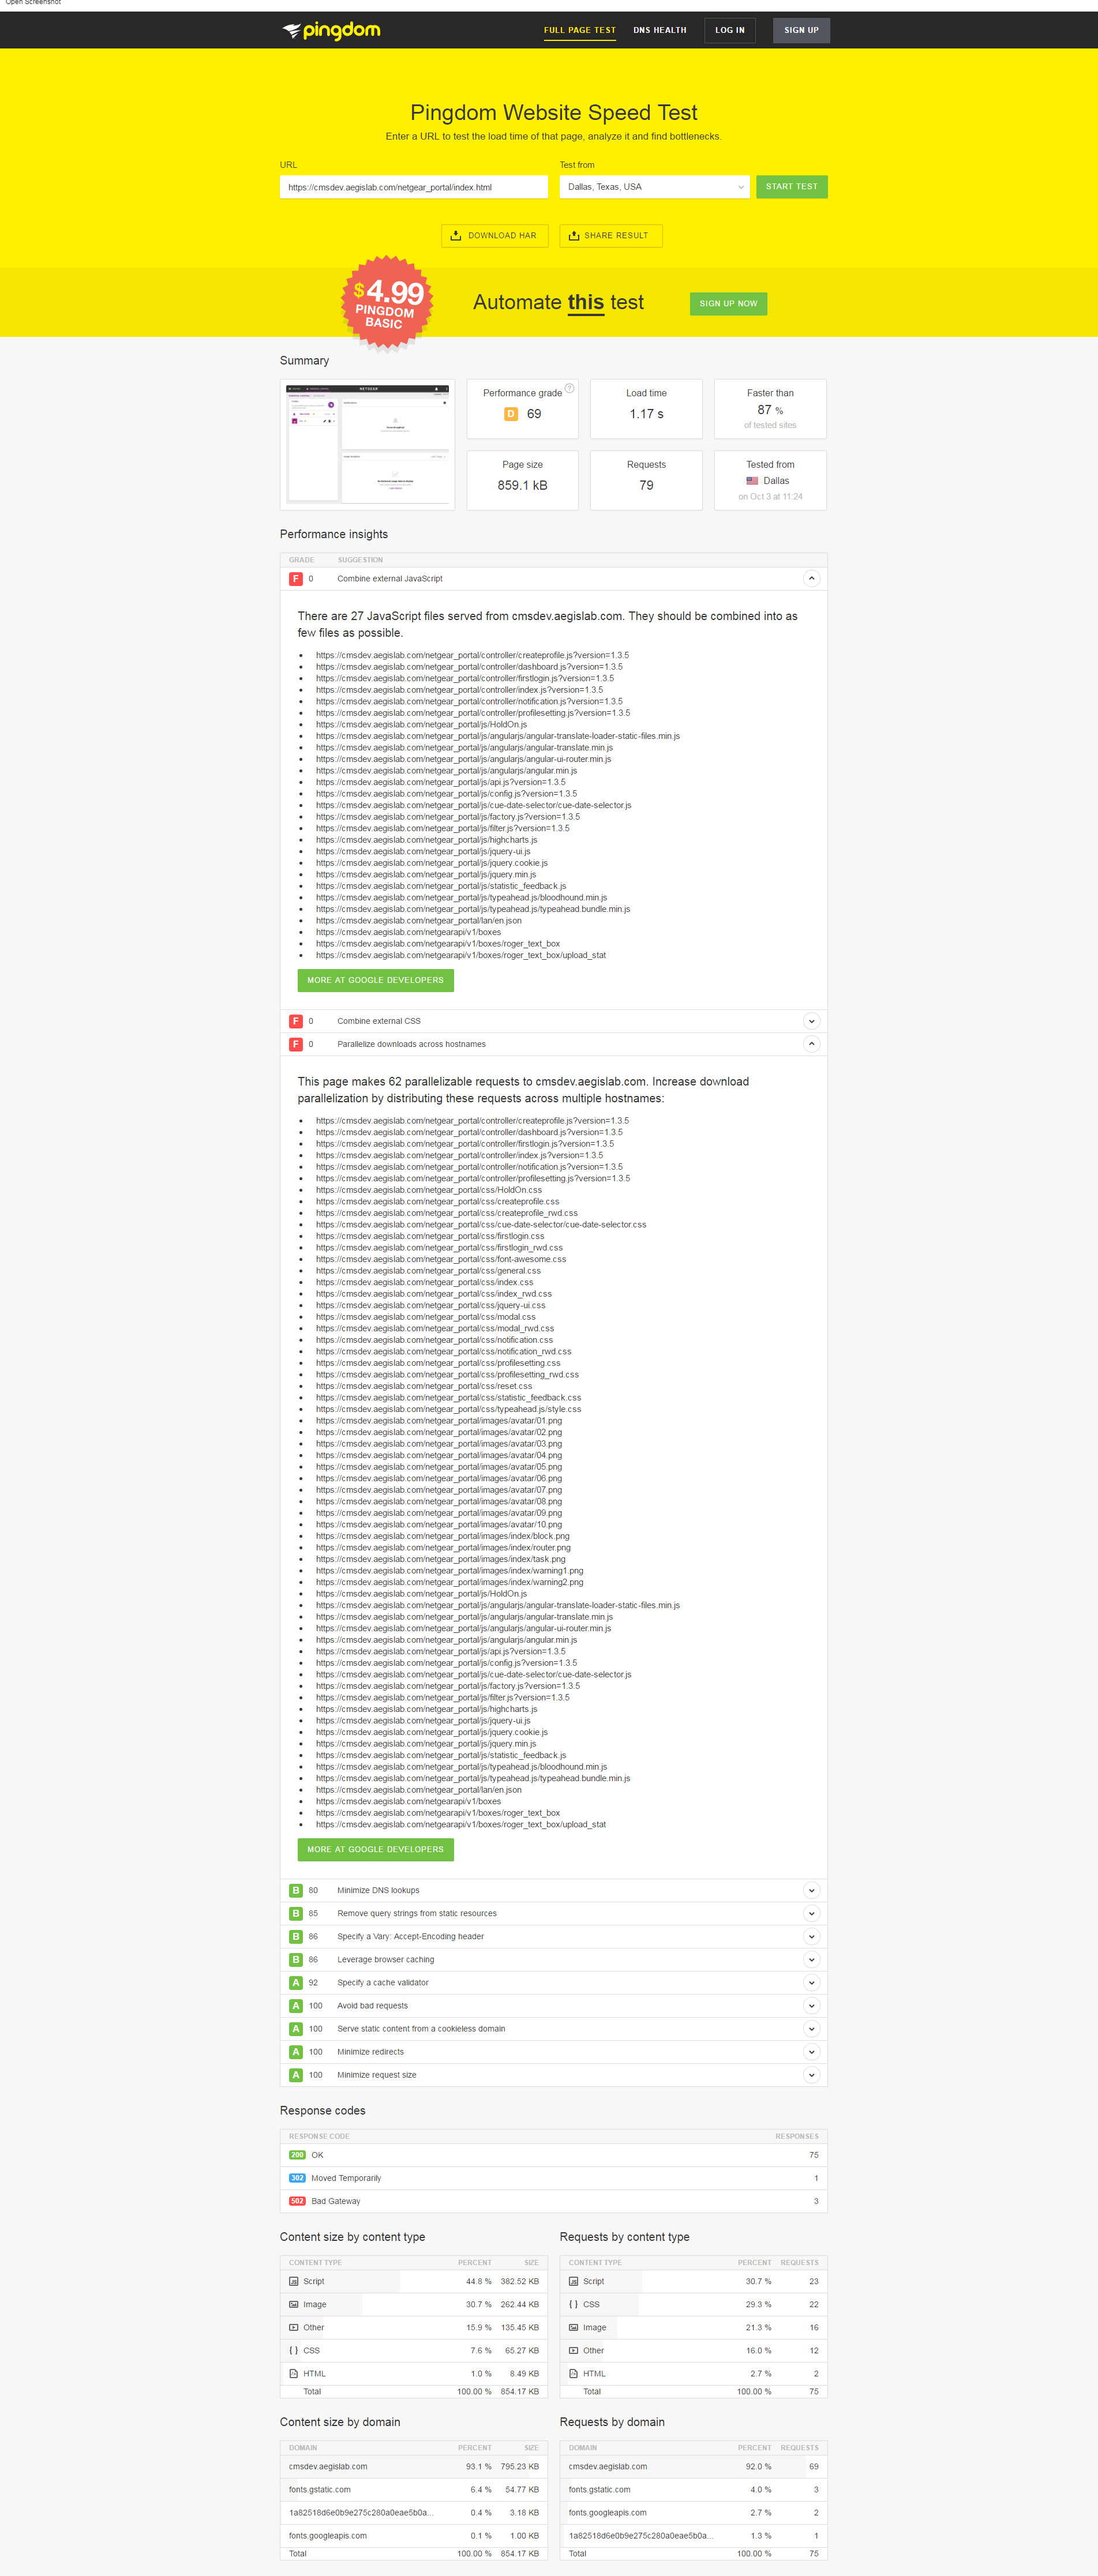 Open Screenshot
pingdom
FULL PAGE TEST
DNS HEALTH
LOG IN
SIGN UP
Pingdom Website Speed Test
Enter a URL to test the load time of that page, analyze it and find bottlenecks.
URL
Test from
https://cmsdev.aegislab.com/netgear_portal/index.html
Dallas, Texas, USA
START TEST
DOWNLOAD HAR
SHARE RESULT
$4.99
PINGDOM
BASIC
Automate this test
SIGN UP NOW
Summary
NETGEAR
Performance grade ?
D 69
Load time
1.17 s
Faster than
87 %
of tested sites
Page size
859.1 kB
Requests
79
Tested from
Dallas
on Oct 3 at 11:24
Performance insights
GRADE SUGGESTION
F 0 Combine external JavaScript
There are 27 JavaScript files served from cmsdev.aegislab.com. They should be combined into as
few files as possible.
https://cmsdev.aegislab.com/netgear_portal/controller/createprofile.js?version=1.3.5
https://cmsdev.aegislab.com/netgear_portal/controller/dashboard.js?version=1.3.5
https://cmsdev.aegislab.com/netgear_portal/controller/firstlogin.js?version=1.3.5
https://cmsdev.aegislab.com/netgear_portal/controller/index.js?version=1.3.5
https://cmsdev.aegislab.com/netgear_portal/controller/notification.js?version=1.3.5
https://cmsdev.aegislab.com/netgear_portal/controller/profilesetting.js?version=1.3.5
https://cmsdev.aegislab.com/netgear_portal/js/HoldOn.js
https://cmsdev.aegislab.com/netgear_portal/js/angularjs/angular-translate-loader-static-files.min.js
https://cmsdev.aegislab.com/netgear_portal/js/angularjs/angular-translate.min.js
https://cmsdev.aegislab.com/netgear_portal/js/angularjs/angular-ui-router.min.js
https://cmsdev.aegislab.com/netgear_portal/js/angularjs/angular.min.js
https://cmsdev.aegislab.com/netgear_portal/js/api.js?version=1.3.5
https://cmsdev.aegislab.com/netgear_portal/js/config.js?version=1.3.5
https://cmsdev.aegislab.com/netgear_portal/js/cue-date-selector/cue-date-selector.js
https://cmsdev.aegislab.com/netgear_portal/js/factory.js?version=1.3.5
https://cmsdev.aegislab.com/netgear_portal/js/filter.js?version=1.3.5
https://cmsdev.aegislab.com/netgear_portal/js/highcharts.js
https://cmsdev.aegislab.com/netgear_portal/js/jquery-ui.js
https://cmsdev.aegislab.com/netgear_portal/js/jquery.cookie.js
https://cmsdev.aegislab.com/netgear_portal/js/jquery.min.js
https://cmsdev.aegislab.com/netgear_portal/js/statistic_feedback.js
https://cmsdev.aegislab.com/netgear_portal/js/typeahead.js/bloodhound.min.js
https://cmsdev.aegislab.com/netgear_portal/js/typeahead.js/typeahead.bundle.min.js
https://cmsdev.aegislab.com/netgear_portal/lan/en.json
https://cmsdev.aegislab.com/netgearapi/v1/boxes
https://cmsdev.aegislab.com/netgearapi/v1/boxes/roger_text_box
https://cmsdev.aegislab.com/netgearapi/v1/boxes/roger_text_box/upload_stat
MORE AT GOOGLE DEVELOPERS
F 0 Combine external CSS
F 0 Parallelize downloads across hostnames
This page makes 62 parallelizable requests to cmsdev.aegislab.com. Increase download
parallelization by distributing these requests across multiple hostnames:
https://cmsdev.aegislab.com/netgear_portal/controller/createprofile.js?version=1.3.5
https://cmsdev.aegislab.com/netgear_portal/controller/dashboard.js?version=1.3.5
https://cmsdev.aegislab.com/netgear_portal/controller/firstlogin.js?version=1.3.5
https://cmsdev.aegislab.com/netgear_portal/controller/index.js?version=1.3.5
https://cmsdev.aegislab.com/netgear_portal/controller/notification.js?version=1.3.5
https://cmsdev.aegislab.com/netgear_portal/controller/profilesetting.js?version=1.3.5
https://cmsdev.aegislab.com/netgear_portal/css/HoldOn.css
https://cmsdev.aegislab.com/netgear_portal/css/createprofile.css
https://cmsdev.aegislab.com/netgear_portal/css/createprofile_rwd.css
https://cmsdev.aegislab.com/netgear_portal/css/cue-date-selector/cue-date-selector.css
https://cmsdev.aegislab.com/netgear_portal/css/firstlogin.css
https://cmsdev.aegislab.com/netgear_portal/css/firstlogin_rwd.css
https://cmsdev.aegislab.com/netgear_portal/css/font-awesome.css
https://cmsdev.aegislab.com/netgear_portal/css/general.css
https://cmsdev.aegislab.com/netgear_portal/css/index.css
https://cmsdev.aegislab.com/netgear_portal/css/index_rwd.css
https://cmsdev.aegislab.com/netgear_portal/css/jquery-ui.css
https://cmsdev.aegislab.com/netgear_portal/css/modal.css
https://cmsdev.aegislab.com/netgear_portal/css/modal_rwd.css
https://cmsdev.aegislab.com/netgear_portal/css/notification.css
https://cmsdev.aegislab.com/netgear_portal/css/notification_rwd.css
https://cmsdev.aegislab.com/netgear_portal/css/profilesetting.css
https://cmsdev.aegislab.com/netgear_portal/css/profilesetting_rwd.css
https://cmsdev.aegislab.com/netgear_portal/css/reset.css
https://cmsdev.aegislab.com/netgear_portal/css/statistic_feedback.css
https://cmsdev.aegislab.com/netgear_portal/css/typeahead.js/style.css
https://cmsdev.aegislab.com/netgear_portal/images/avatar/01.png
https://cmsdev.aegislab.com/netgear_portal/images/avatar/02.png
https://cmsdev.aegislab.com/netgear_portal/images/avatar/03.png
https://cmsdev.aegislab.com/netgear_portal/images/avatar/04.png
https://cmsdev.aegislab.com/netgear_portal/images/avatar/05.png
https://cmsdev.aegislab.com/netgear_portal/images/avatar/06.png
https://cmsdev.aegislab.com/netgear_portal/images/avatar/07.png
https://cmsdev.aegislab.com/netgear_portal/images/avatar/08.png
https://cmsdev.aegislab.com/netgear_portal/images/avatar/09.png
https://cmsdev.aegislab.com/netgear_portal/images/avatar/10.png
https://cmsdev.aegislab.com/netgear_portal/images/index/block.png
https://cmsdev.aegislab.com/netgear_portal/images/index/router.png
https://cmsdev.aegislab.com/netgear_portal/images/index/task.png
https://cmsdev.aegislab.com/netgear_portal/images/index/warning1.png
https://cmsdev.aegislab.com/netgear_portal/images/index/warning2.png
https://cmsdev.aegislab.com/netgear_portal/js/HoldOn.js
https://cmsdev.aegislab.com/netgear_portal/js/angularjs/angular-translate-loader-static-files.min.js
https://cmsdev.aegislab.com/netgear_portal/js/angularjs/angular-translate.min.js
https://cmsdev.aegislab.com/netgear_portal/js/angularjs/angular-ui-router.min.js
https://cmsdev.aegislab.com/netgear_portal/js/angularjs/angular.min.js
https://cmsdev.aegislab.com/netgear_portal/js/api.js?version=1.3.5
https://cmsdev.aegislab.com/netgear_portal/js/config.js?version=1.3.5
https://cmsdev.aegislab.com/netgear_portal/js/cue-date-selector/cue-date-selector.js
https://cmsdev.aegislab.com/netgear_portal/js/factory.js?version=1.3.5
https://cmsdev.aegislab.com/netgear_portal/js/filter.js?version=1.3.5
https://cmsdev.aegislab.com/netgear_portal/js/highcharts.js
https://cmsdev.aegislab.com/netgear_portal/js/jquery-ui.js
https://cmsdev.aegislab.com/netgear_portal/js/jquery.cookie.js
https://cmsdev.aegislab.com/netgear_portal/js/jquery.min.js
https://cmsdev.aegislab.com/netgear_portal/js/statistic_feedback.js
https://cmsdev.aegislab.com/netgear_portal/js/typeahead.js/bloodhound.min.js
https://cmsdev.aegislab.com/netgear_portal/js/typeahead.js/typeahead.bundle.min.js
https://cmsdev.aegislab.com/netgear_portal/lan/en.json
https://cmsdev.aegislab.com/netgearapi/v1/boxes
https://cmsdev.aegislab.com/netgearapi/v1/boxes/roger_text_box
https://cmsdev.aegislab.com/netgearapi/v1/boxes/roger_text_box/upload_stat
MORE AT GOOGLE DEVELOPERS
B 80 Minimize DNS lookups
B 85 Remove query strings from static resources
B 86 Specify a Vary: Accept-Encoding header
B 86 Leverage browser caching
A 92 Specify a cache validator
A 100 Avoid bad requests
A 100 Serve static content from a cookieless domain
A 100 Minimize redirects
A 100 Minimize request size
Response codes
RESPONSE CODE RESPONSES
200 OK 75
302 Moved Temporarily 1
502 Bad Gateway 3
Content size by content type
CONTENT TYPE PERCENT SIZE
Script 44.8 % 382.52 KB
Image 30.7 % 262.44 KB
Other 15.9 % 135.45 KB
{ } CSS 7.6 % 65.27 KB
HTML 1.0 % 8.49 KB
Total 100.00 % 854.17 KB
Requests by content type
CONTENT TYPE PERCENT REQUESTS
Script 30.7 % 23
{ } CSS 29.3 % 22
Image 21.3 % 16
Other 16.0 % 12
HTML 2.7 % 2
Total 100.00 % 75
Content size by domain
DOMAIN PERCENT SIZE
cmsdev.aegislab.com 93.1 % 795.23 KB
fonts.gstatic.com 6.4 % 54.77 KB
1a82518d6e0b9e275c280a0eae5b0a... 0.4 % 3.18 KB
fonts.googleapis.com 0.1 % 1.00 KB
Total 100.00 % 854.17 KB
Requests by domain
DOMAIN PERCENT REQUESTS
cmsdev.aegislab.com 92.0 % 69
fonts.gstatic.com 4.0 % 3
fonts.googleapis.com 2.7 % 2
1a82518d6e0b9e275c280a0eae5b0a... 1.3 % 1
Total 100.00 % 75